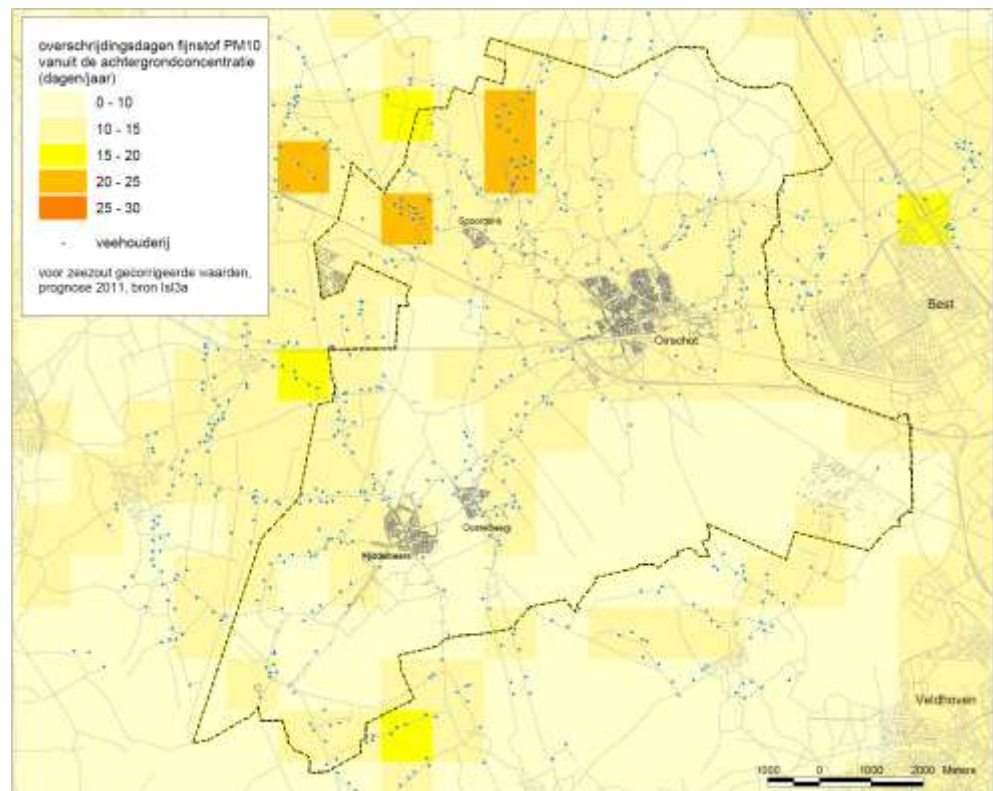 overschrijdingsdagen fijnstof PM10
vanuit de achtergrondconcentratie
(dagen/jaar)
0 - 10
10 - 15
15 - 20
20 - 25
25 - 30
veehouderij
voor zeezout gecorrigeerde waarden,
prognose 2011, bron Isl3a
Spoordonk
Best
Oirschot
Oostelbeers
Middelbeers
Veldhoven
1000 0 1000 2000 Meters